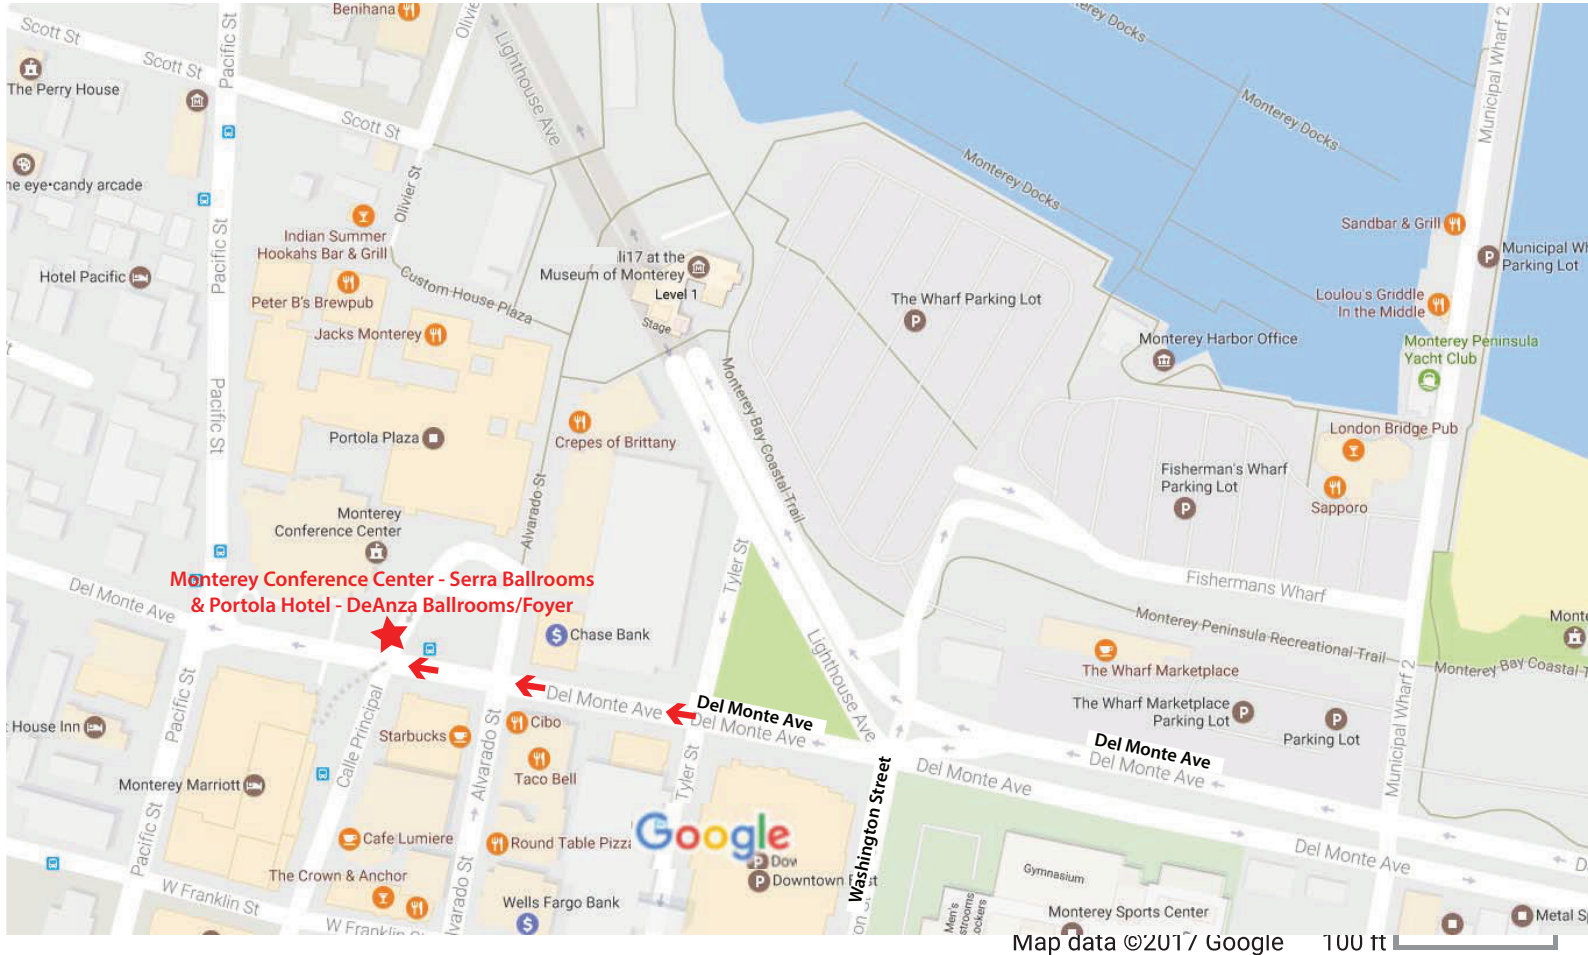 Benihana
Scott St
Scott St
Scott St
Pacific St
Olivier St
Lighthouse Ave
Monterey Docks
Monterey Docks
Municipal Wharf 2
The Perry House
eye•candy arcade
Olivier St
Indian Summer
Hookahs Bar & Grill
Pacific St
Hotel Pacific
Peter B's Brewpub
Custom House Plaza
Jacks Monterey
li17 at the
Museum of Monterey
Level 1
Stage
The Wharf Parking Lot
Sandbar & Grill
Municipal
Parking Lot
Loulou's Griddle
In the Middle
Monterey Harbor Office
Monterey Peninsula
Yacht Club
Pacific St
Portola Plaza
Crepes of Brittany
Monterey Bay Coastal Trail
London Bridge Pub
Fisherman's Wharf
Parking Lot
Sapporo
Monterey
Conference Center
Alvarado St
Tyler St
Fishermans Wharf
Monterey Conference Center - Serra Ballrooms
& Portola Hotel - DeAnza Ballrooms/Foyer
Del Monte Ave
Chase Bank
Lighthouse Ave
Monterey Peninsula Recreational Trail
Monterey Bay Coastal
The Wharf Marketplace
The Wharf Marketplace
Parking Lot
Parking Lot
Municipal Wharf 2
Pacific St
Calle Principal
Del Monte Ave
Del Monte Ave
Del Monte Ave
Del Monte Ave
Del Monte Ave
Del Monte Ave
Del Monte Ave
House Inn
Starbucks
Cibo
Taco Bell
Alvarado St
Tyler St
Washington Street
Monterey Marriott
Pacific St
Cafe Lumiere
Round Table Pizza
Google
Downtown
The Crown & Anchor
W Franklin St
W Franklin St
Wells Fargo Bank
Gymnasium
Monterey Sports Center
Metal
Map data ©2017 Google 100 ft